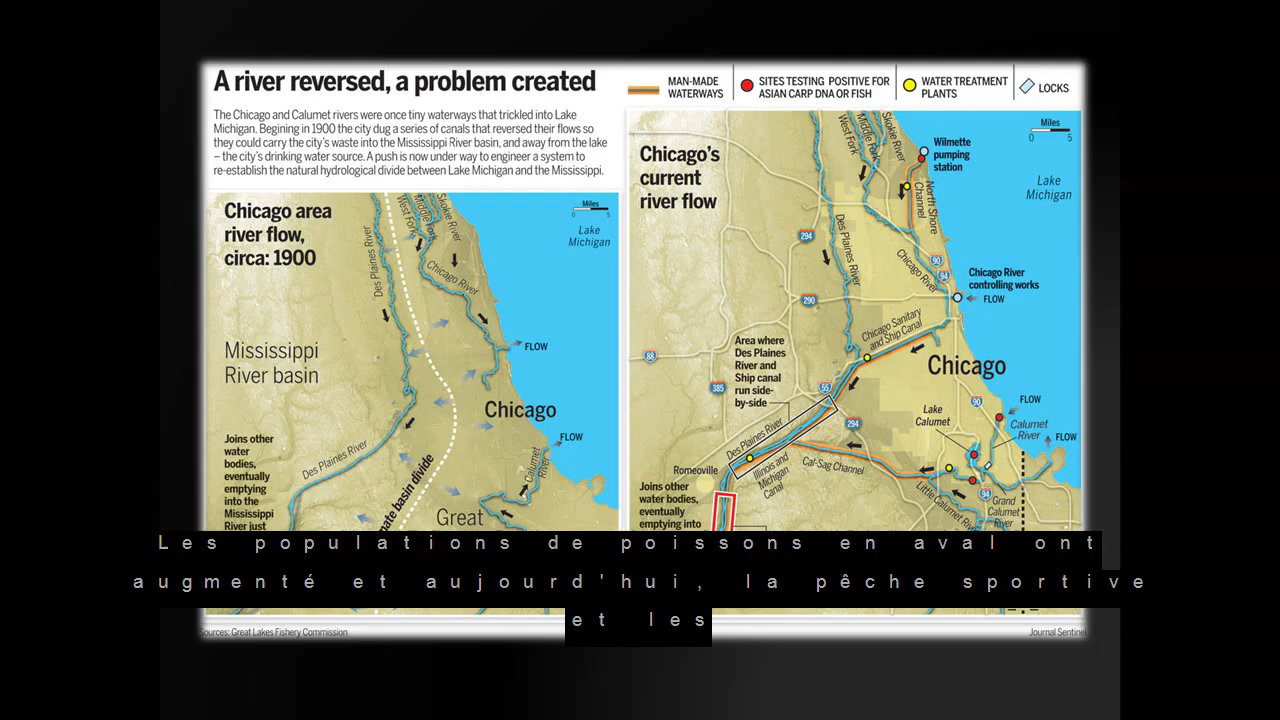 A river reversed, a problem created
The Chicago and Calumet rivers were once tiny waterways that trickled into Lake
Michigan. Begining in 1900 the city dug a series of canals that reversed their flows so
they could carry the city's waste into the Mississippi River basin, and away from the lake
– the city's drinking water source. A push is now under way to engineer a system to
re-establish the natural hydrological divide between Lake Michigan and the Mississippi.
MAN-MADE
WATERWAYS
SITES TESTING POSITIVE FOR
ASIAN CARP DNA OR FISH
WATER TREATMENT
PLANTS
LOCKS
Chicago area
river flow,
circa: 1900
Miles
0 5
Lake
Michigan
Des Plaines River
West Fork
Middle Fork
Skokie River
Chicago River
FLOW
Mississippi
River basin
Chicago
FLOW
Calumet
River
Des Plaines River
Joins other
water
bodies,
eventually
emptying
into the
Mississippi
River just
basin divide
Great
Chicago's
current
river flow
Miles
0 5
Lake
Michigan
West Fork
Middle Fork
Skokie River
Wilmette
pumping
station
North Shore
Channel
Des Plaines River
294
90
94
Chicago River
Chicago River
controlling works
FLOW
290
Chicago Sanitary
and Ship Canal
88
Area where
Des Plaines
River and
Ship canal
run side-
by-side
385
55
Chicago
90
FLOW
Lake
Calumet
Calumet
River
FLOW
294
Des Plaines River
Romeoville
Illinois and
Michigan
Canal
Cal-Sag Channel
94
Grand
Calumet
River
Little Calumet River
Joins other
water bodies,
eventually
emptying into
Les populations de poissons en aval ont
augmenté et aujourd'hui, la pêche sportive
et les
Sources: Great Lakes Fishery Commission
Journal Sentinel